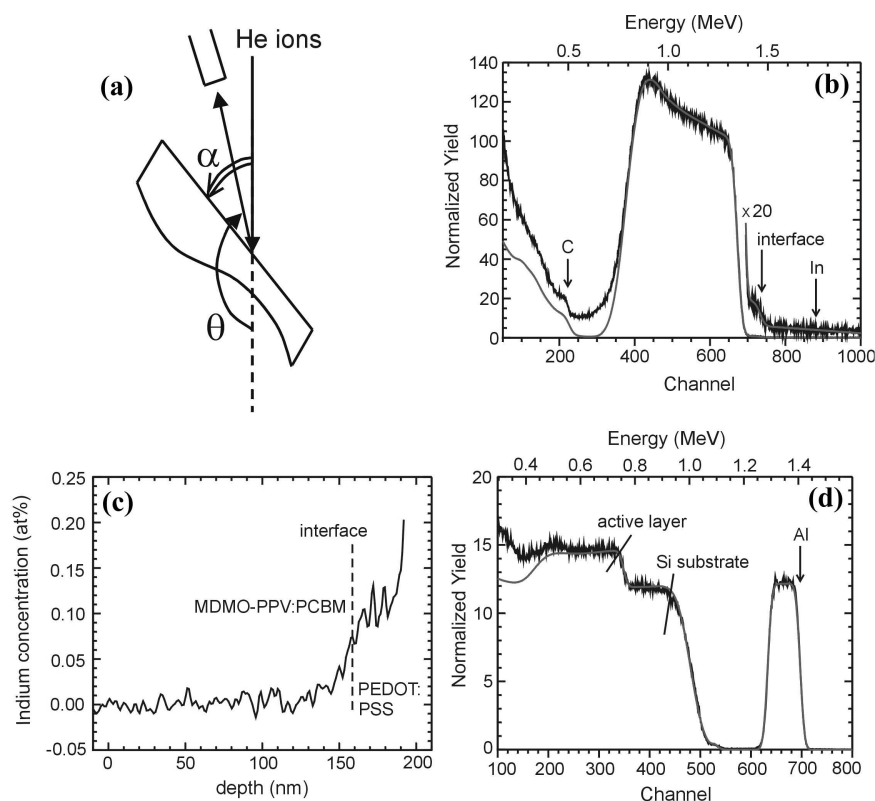 (a)
He ions
α
θ
(b)
Energy (MeV)
0.5 1.0 1.5
Normalized Yield
140
120
100
80
60
40
20
0
C
x 20
interface
In
200 400 600 800 1000
Channel
(c)
Indium concentration (at%)
0.25
0.20
0.15
0.10
0.05
0.00
-0.05
interface
MDMO-PPV:PCBM
PEDOT:
PSS
0 50 100 150 200
depth (nm)
(d)
Energy (MeV)
0.4 0.6 0.8 1.0 1.2 1.4
Normalized Yield
20
15
10
5
0
active layer
Si substrate
Al
100 200 300 400 500 600 700 800
Channel